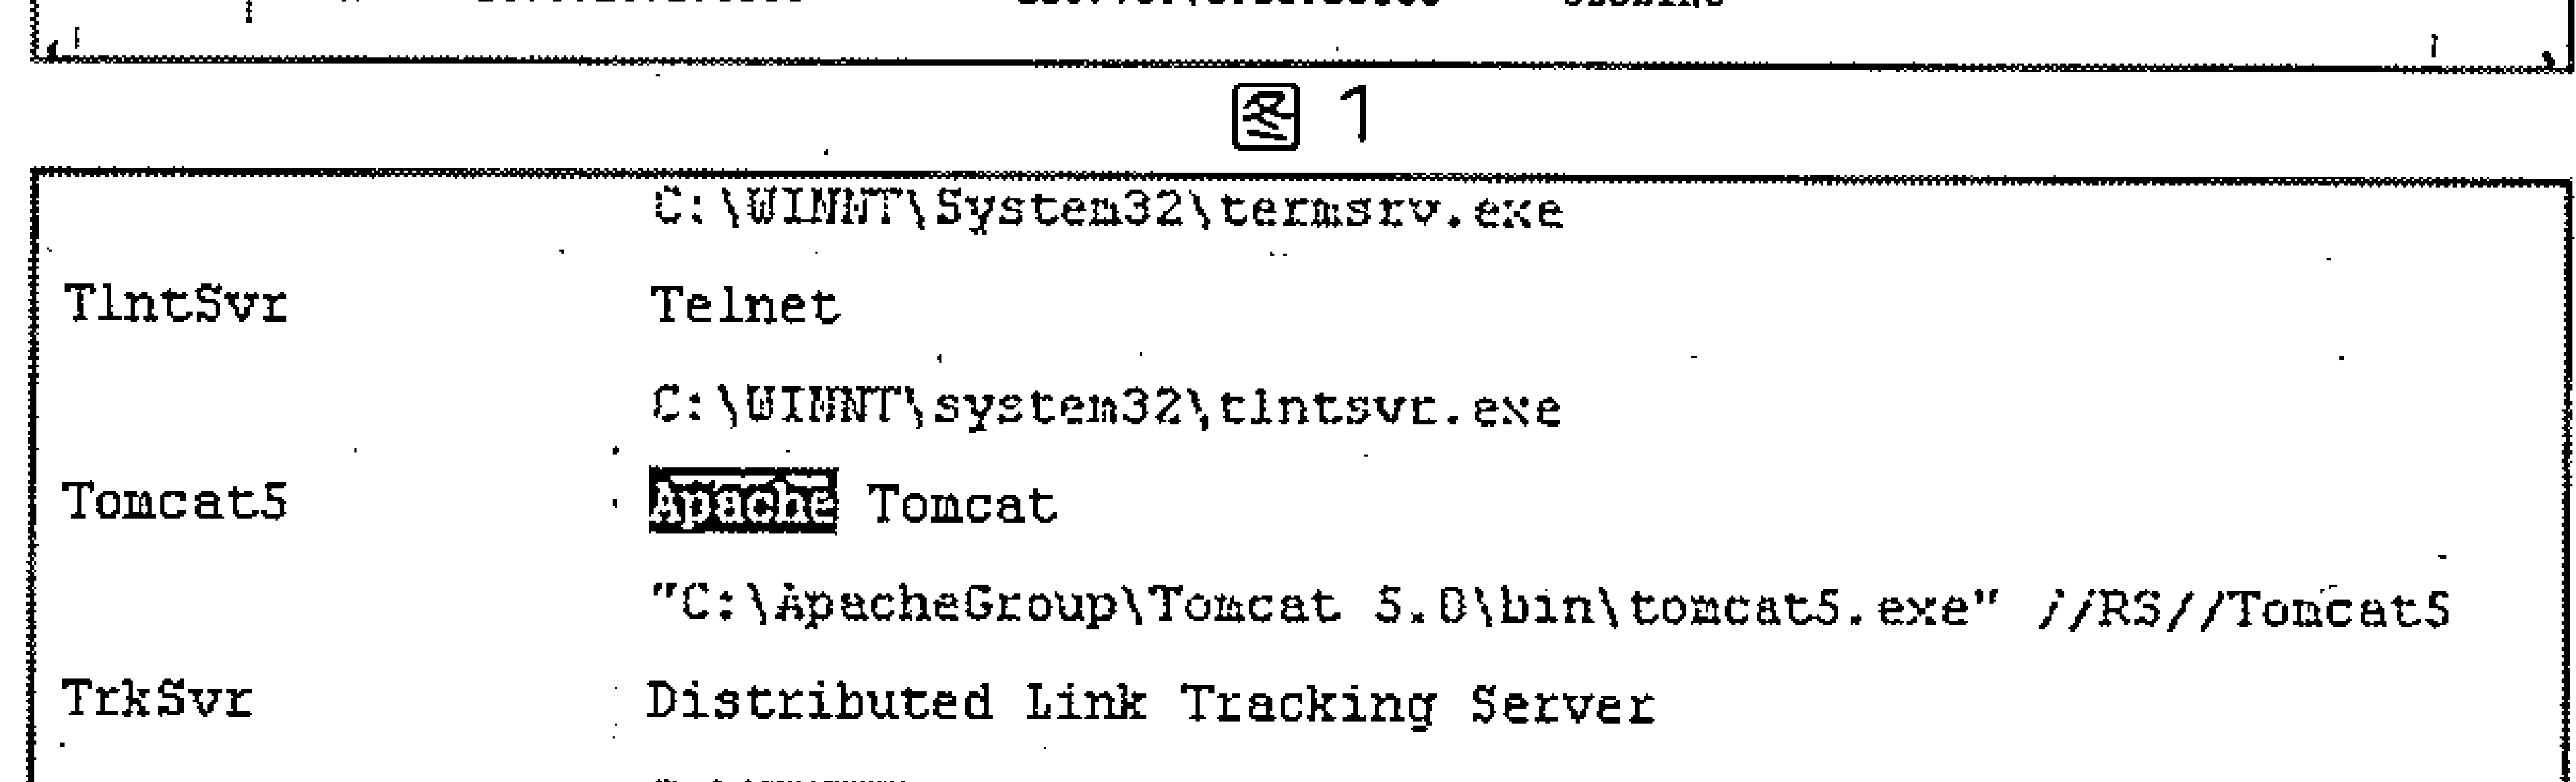 图 1
C:\WINNT\System32\termsrv.exe
TlntSvr Telnet
C:\WINNT\system32\tlntsvr.exe
Tomcat5 Apache Tomcat
"C:\ApacheGroup\Tomcat 5.0\bin\tomcat5.exe" //RS//Tomcat5
TrkSvr Distributed Link Tracking Server